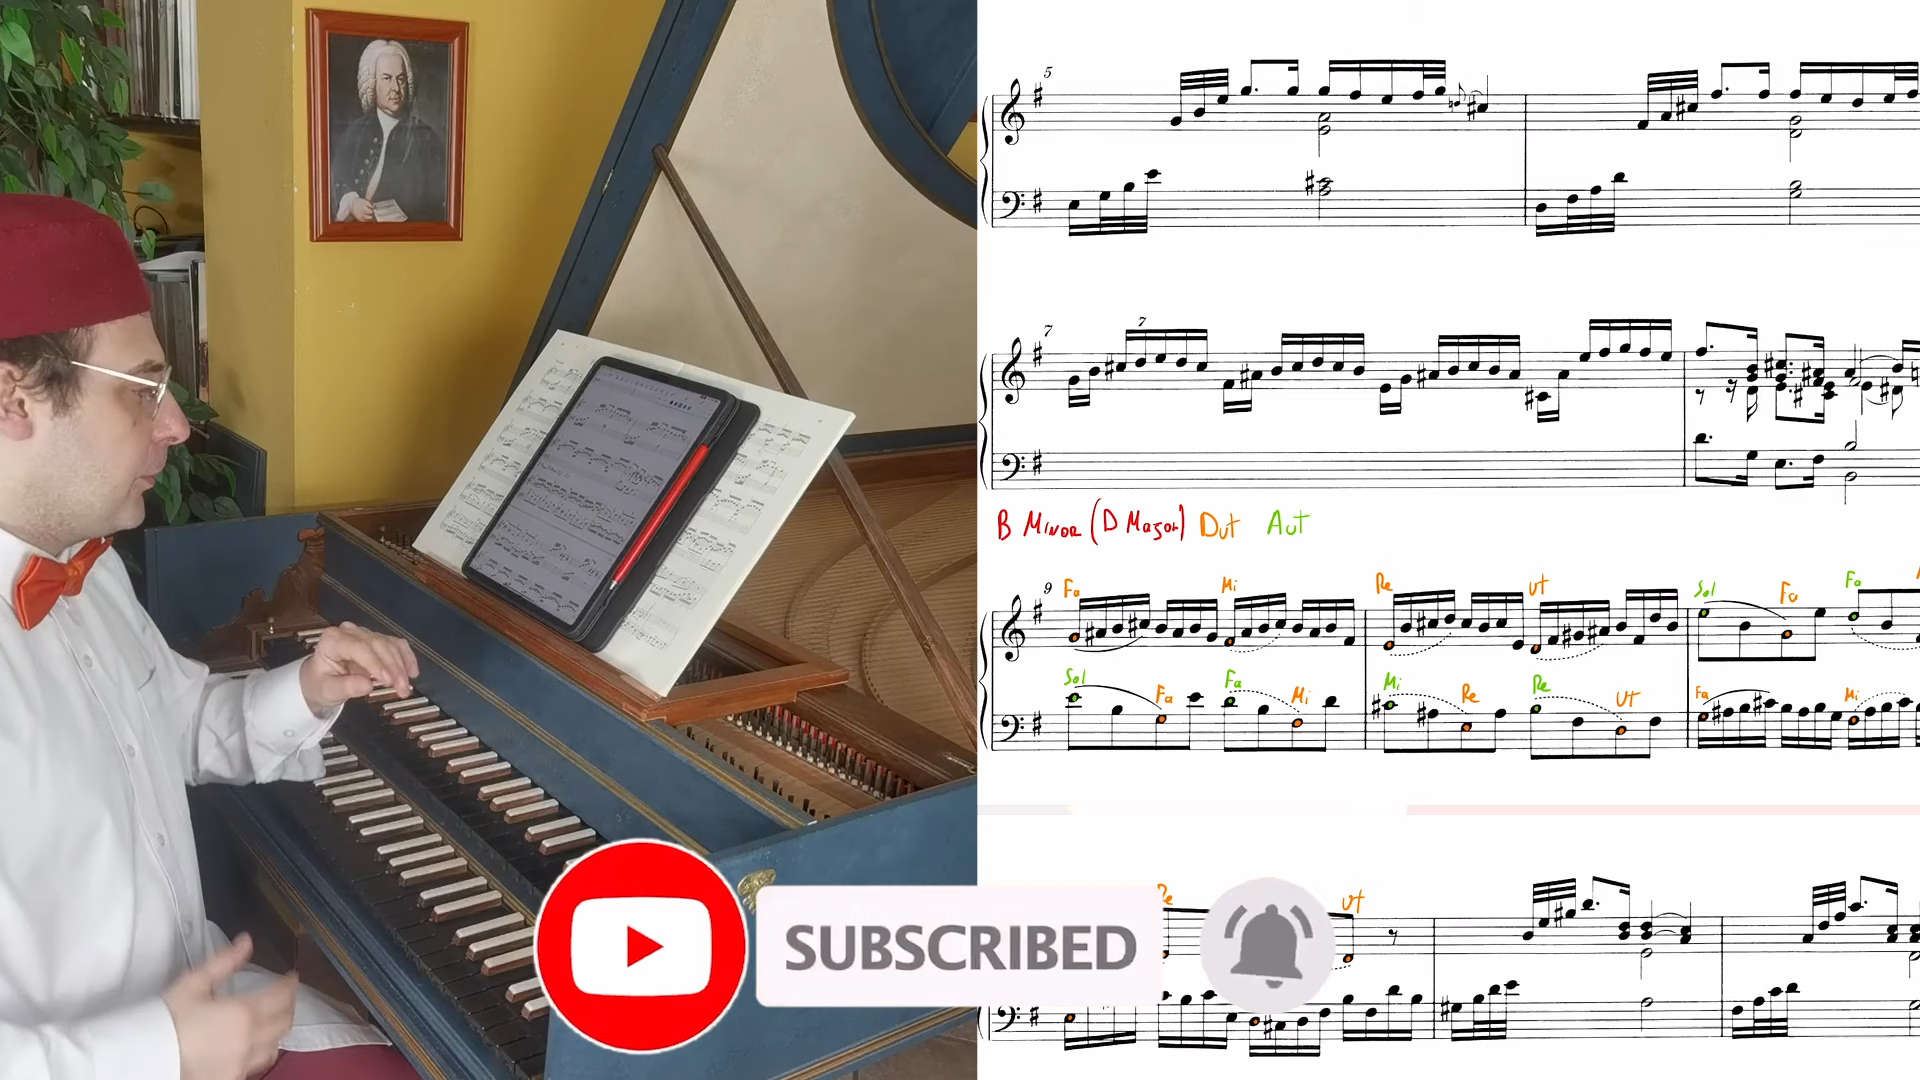 5
7
7
B Minor (D Major) Dut Aut
9
Fa Mi Re Ut Sol Fa Fa
Sol Fa Fa Mi Mi Re Re Ut Fa Mi
Re Ut
SUBSCRIBED